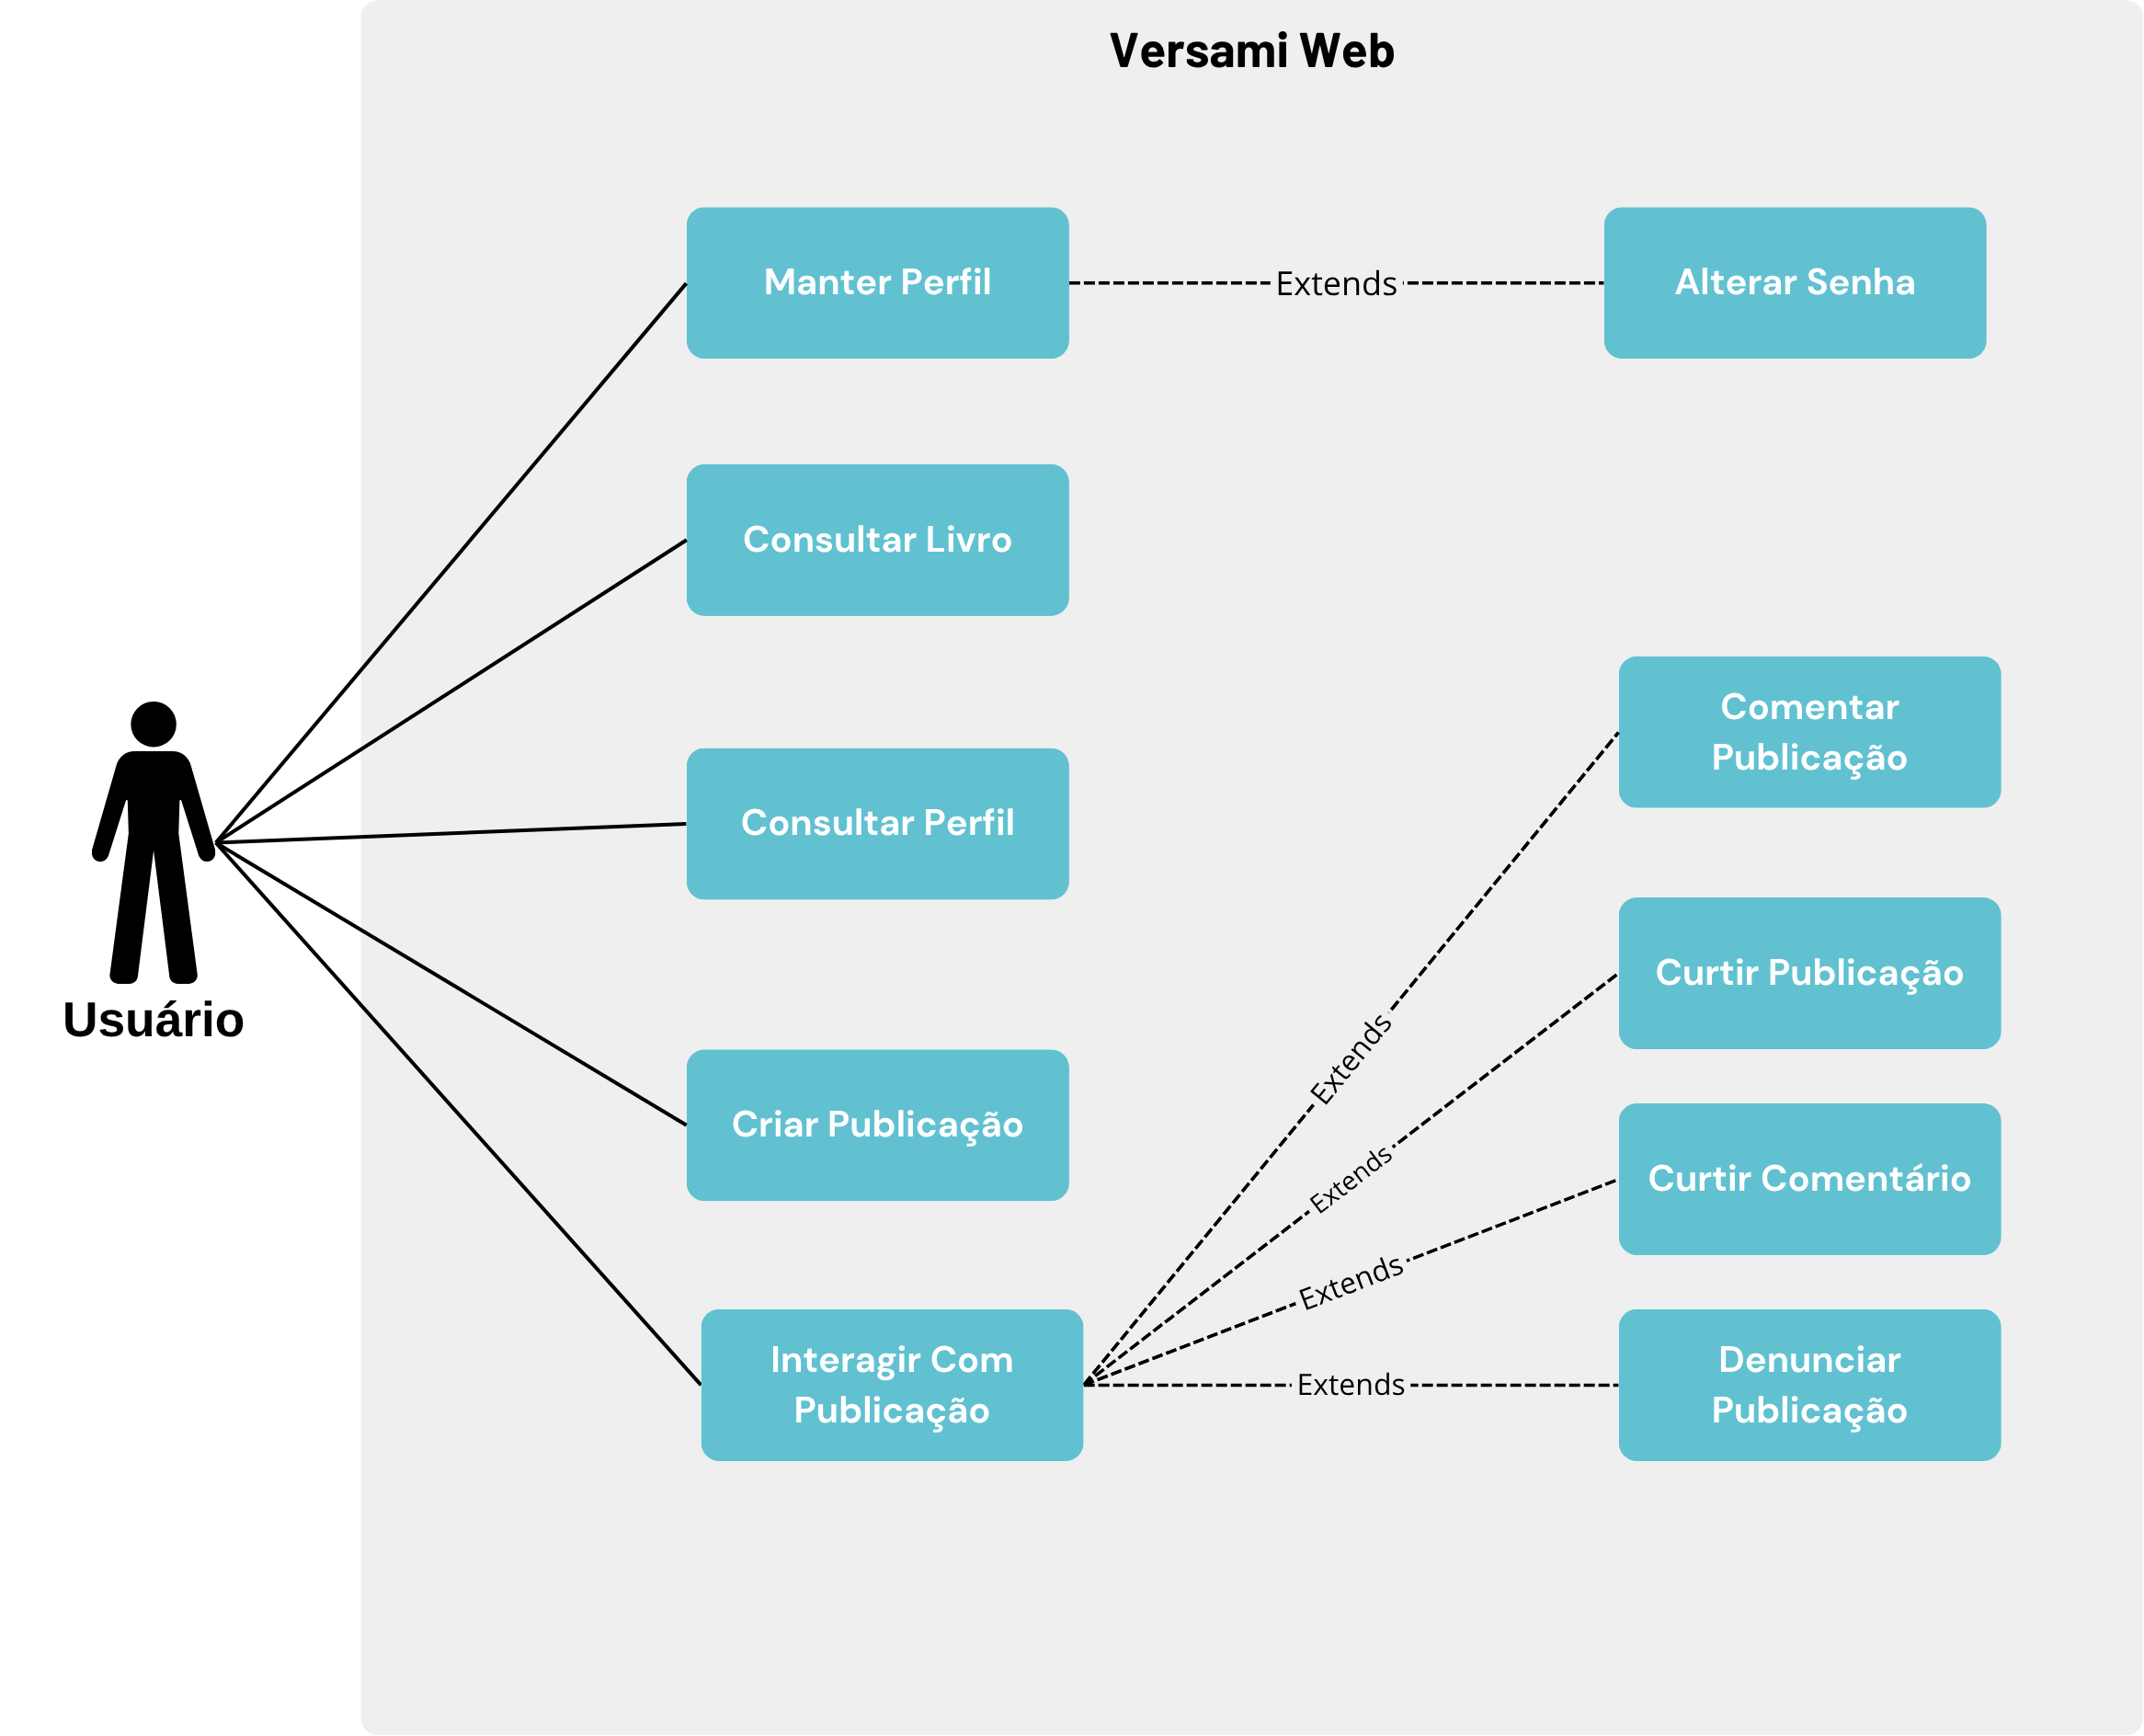 Versami Web
Manter Perfil
Extends
Alterar Senha
Consultar Livro
Comentar
Publicação
Consultar Perfil
Curtir Publicação
Usuário
Extends
Criar Publicação
Extends
Curtir Comentário
Extends
Interagir Com
Publicação
Extends
Denunciar
Publicação